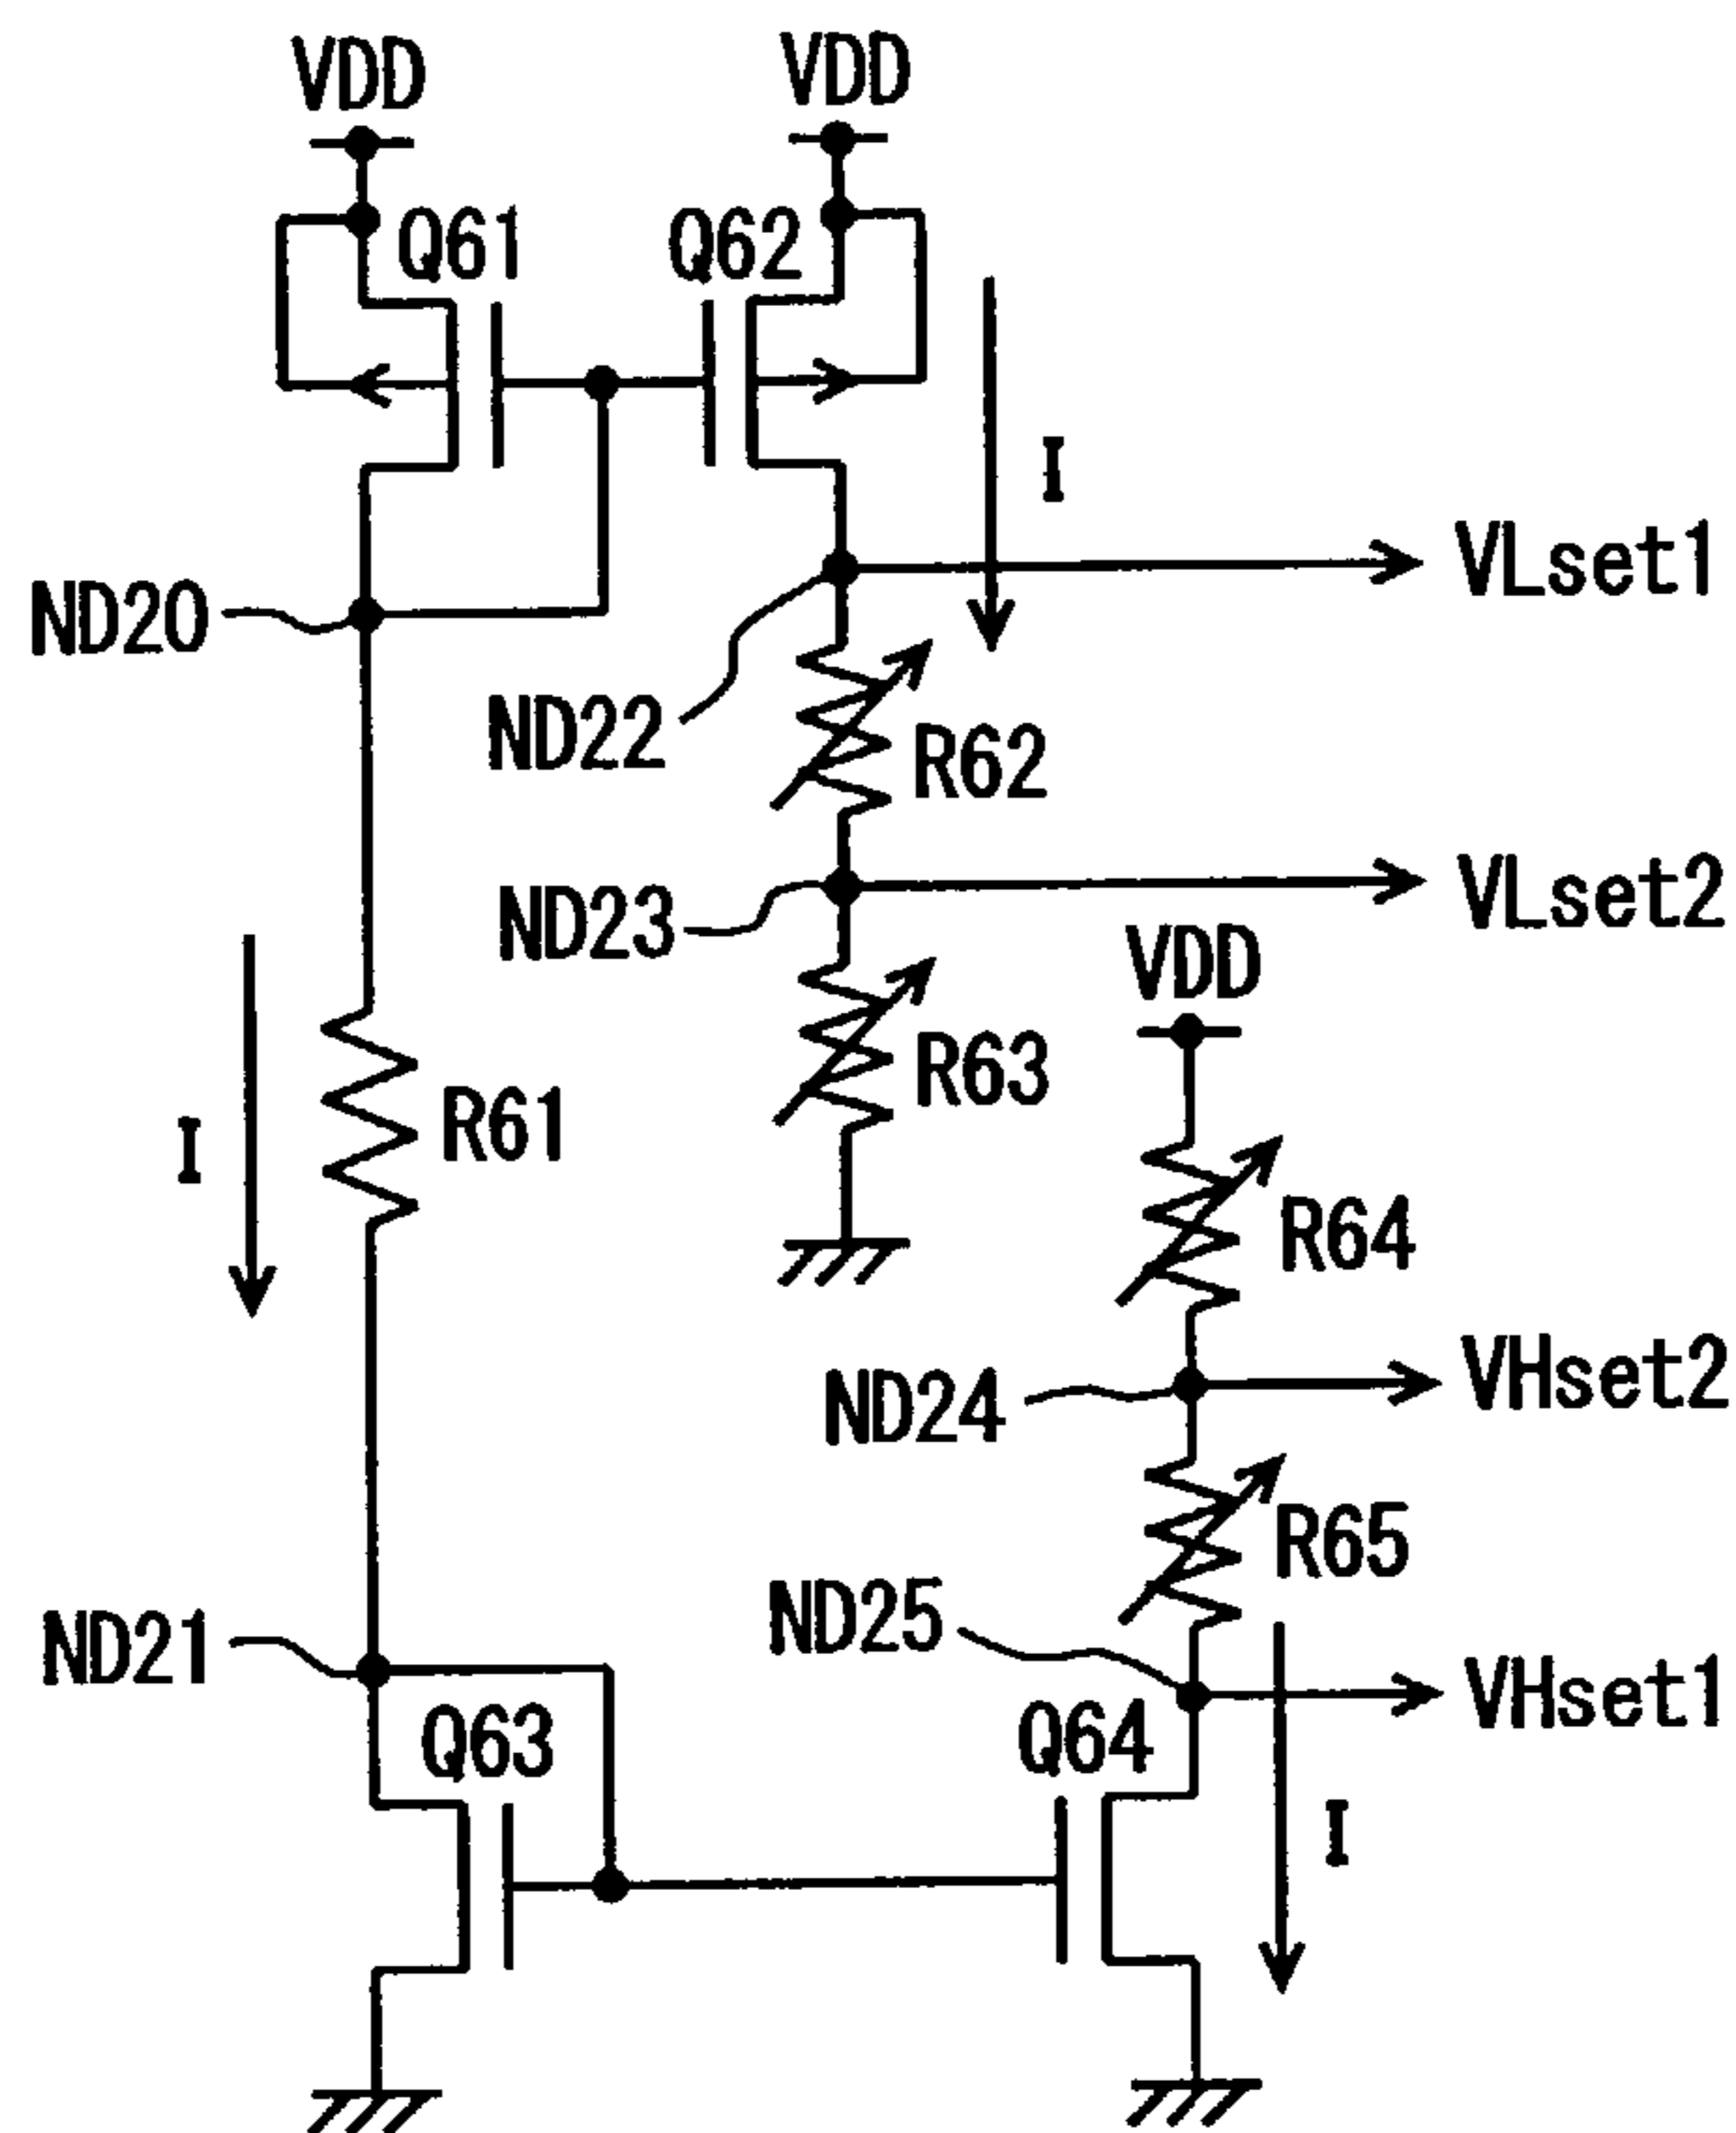 VDD
VDD
Q61
Q62
I
VLset1
ND20
ND22
R62
VLset2
ND23
VDD
R63
R61
I
R64
VHset2
ND24
R65
ND25
ND21
VHset1
Q63
Q64
I